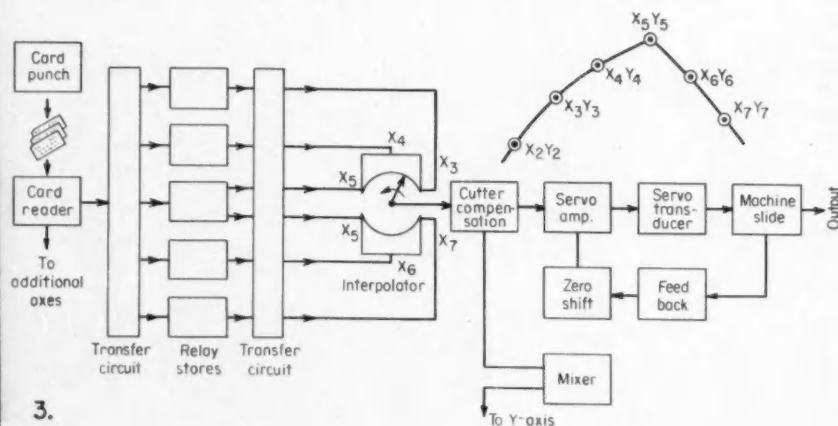 Card
punch
Card
reader
To
additional
axes
Transfer
circuit
Relay
stores
Transfer
circuit
X4
X3
X5
X5
X6
X7
Interpolator
Cutter
compen-
sation
Servo
amp.
Servo
trans-
ducer
Machine
slide
Output
Zero
shift
Feed
back
Mixer
To Y-axis
X2Y2
X3Y3
X4Y4
X5Y5
X6Y6
X7Y7
3.